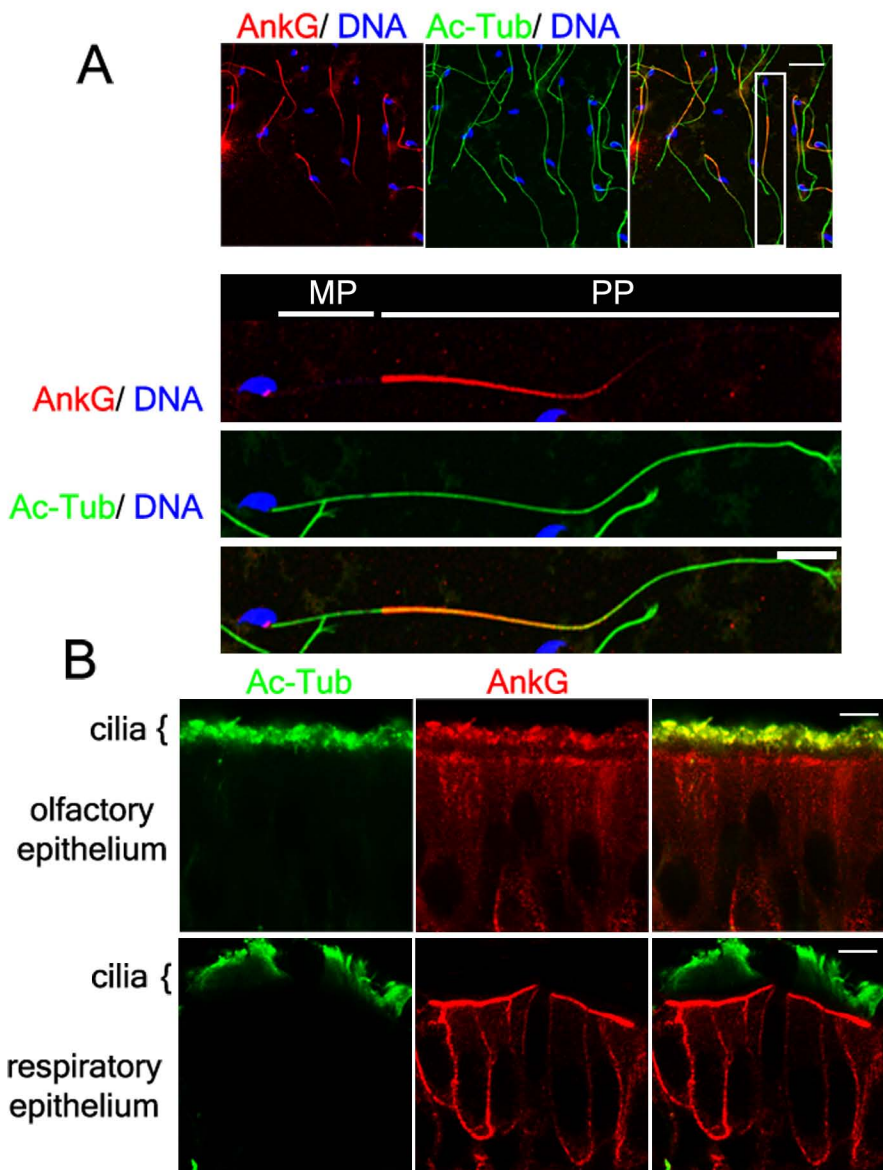 A
AnkG/ DNA Ac-Tub/ DNA
MP PP
AnkG/ DNA
Ac-Tub/ DNA
B
Ac-Tub AnkG
cilia {
olfactory
epithelium
cilia {
respiratory
epithelium